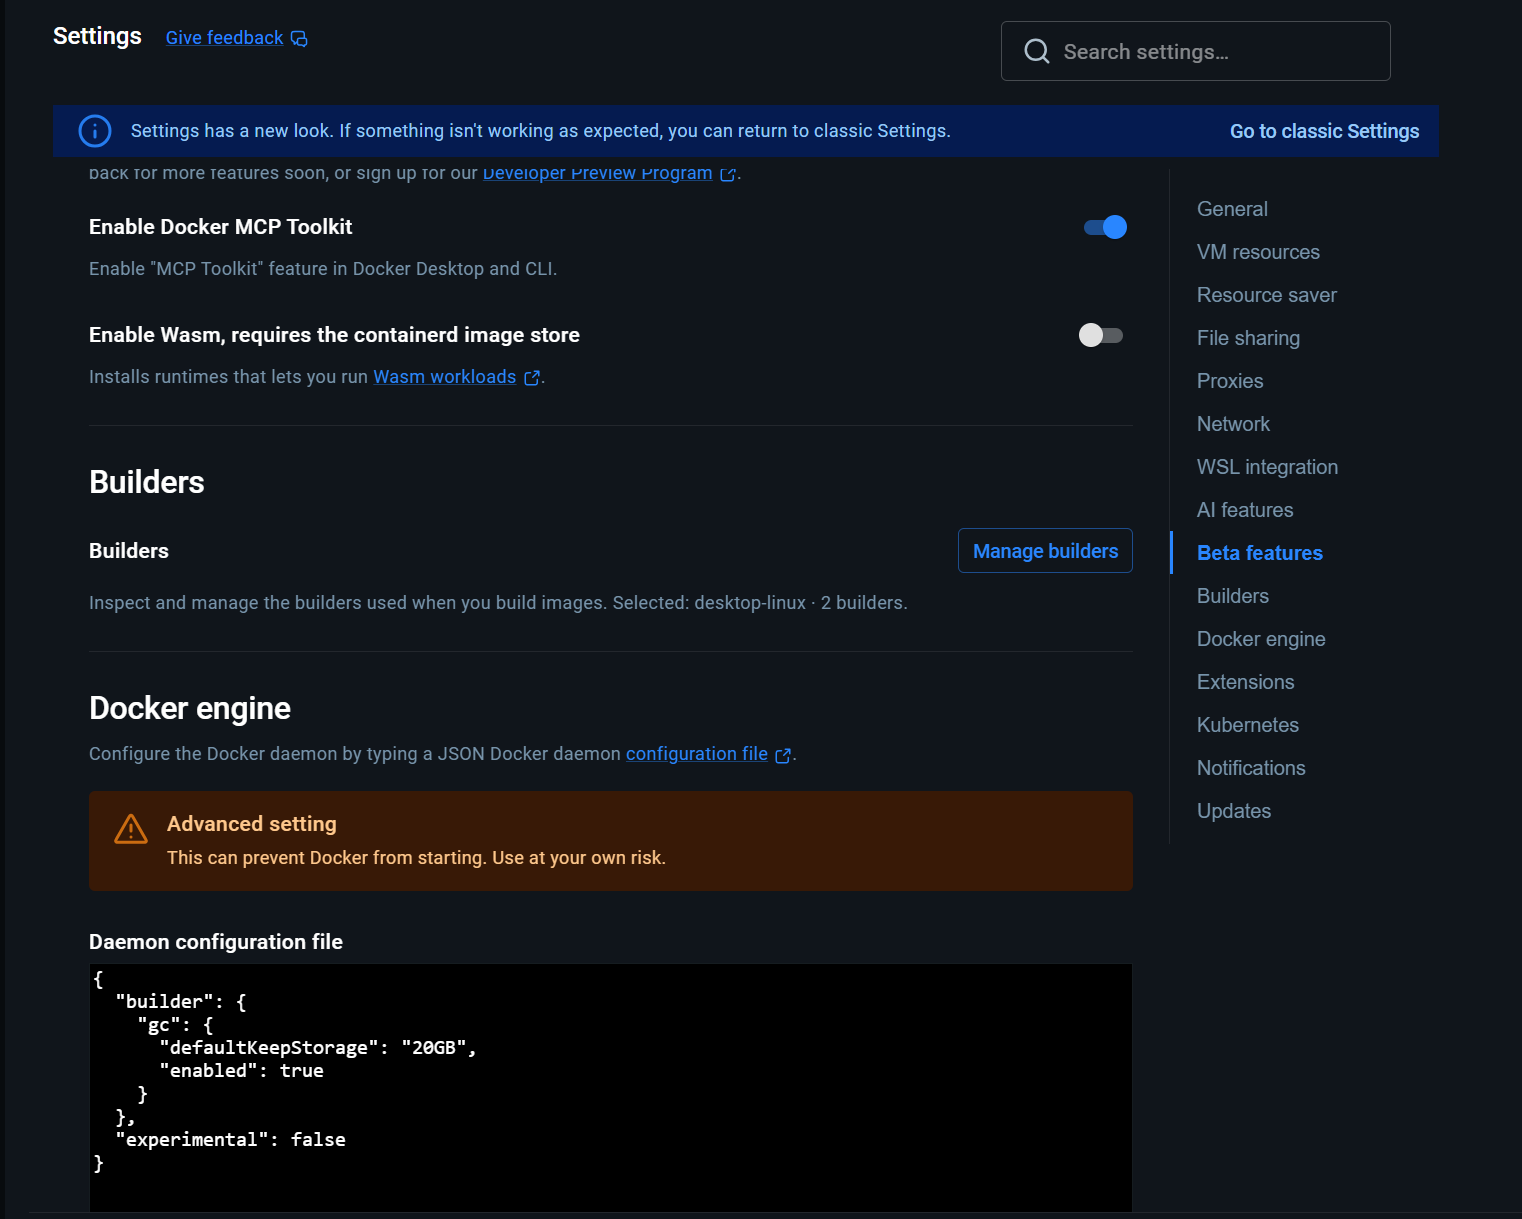 Settings
Give feedback
Search settings...
Settings has a new look. If something isn't working as expected, you can return to classic Settings.
Go to classic Settings
back for more features soon, or sign up for our Developer Preview Program.
Enable Docker MCP Toolkit
Enable "MCP Toolkit" feature in Docker Desktop and CLI.
Enable Wasm, requires the containerd image store
Installs runtimes that lets you run Wasm workloads.
Builders
Builders
Manage builders
Inspect and manage the builders used when you build images. Selected: desktop-linux · 2 builders.
Docker engine
Configure the Docker daemon by typing a JSON Docker daemon configuration file.
Advanced setting
This can prevent Docker from starting. Use at your own risk.
Daemon configuration file
{
  "builder": {
    "gc": {
      "defaultKeepStorage": "20GB",
      "enabled": true
    }
  },
  "experimental": false
}
General
VM resources
Resource saver
File sharing
Proxies
Network
WSL integration
AI features
Beta features
Builders
Docker engine
Extensions
Kubernetes
Notifications
Updates